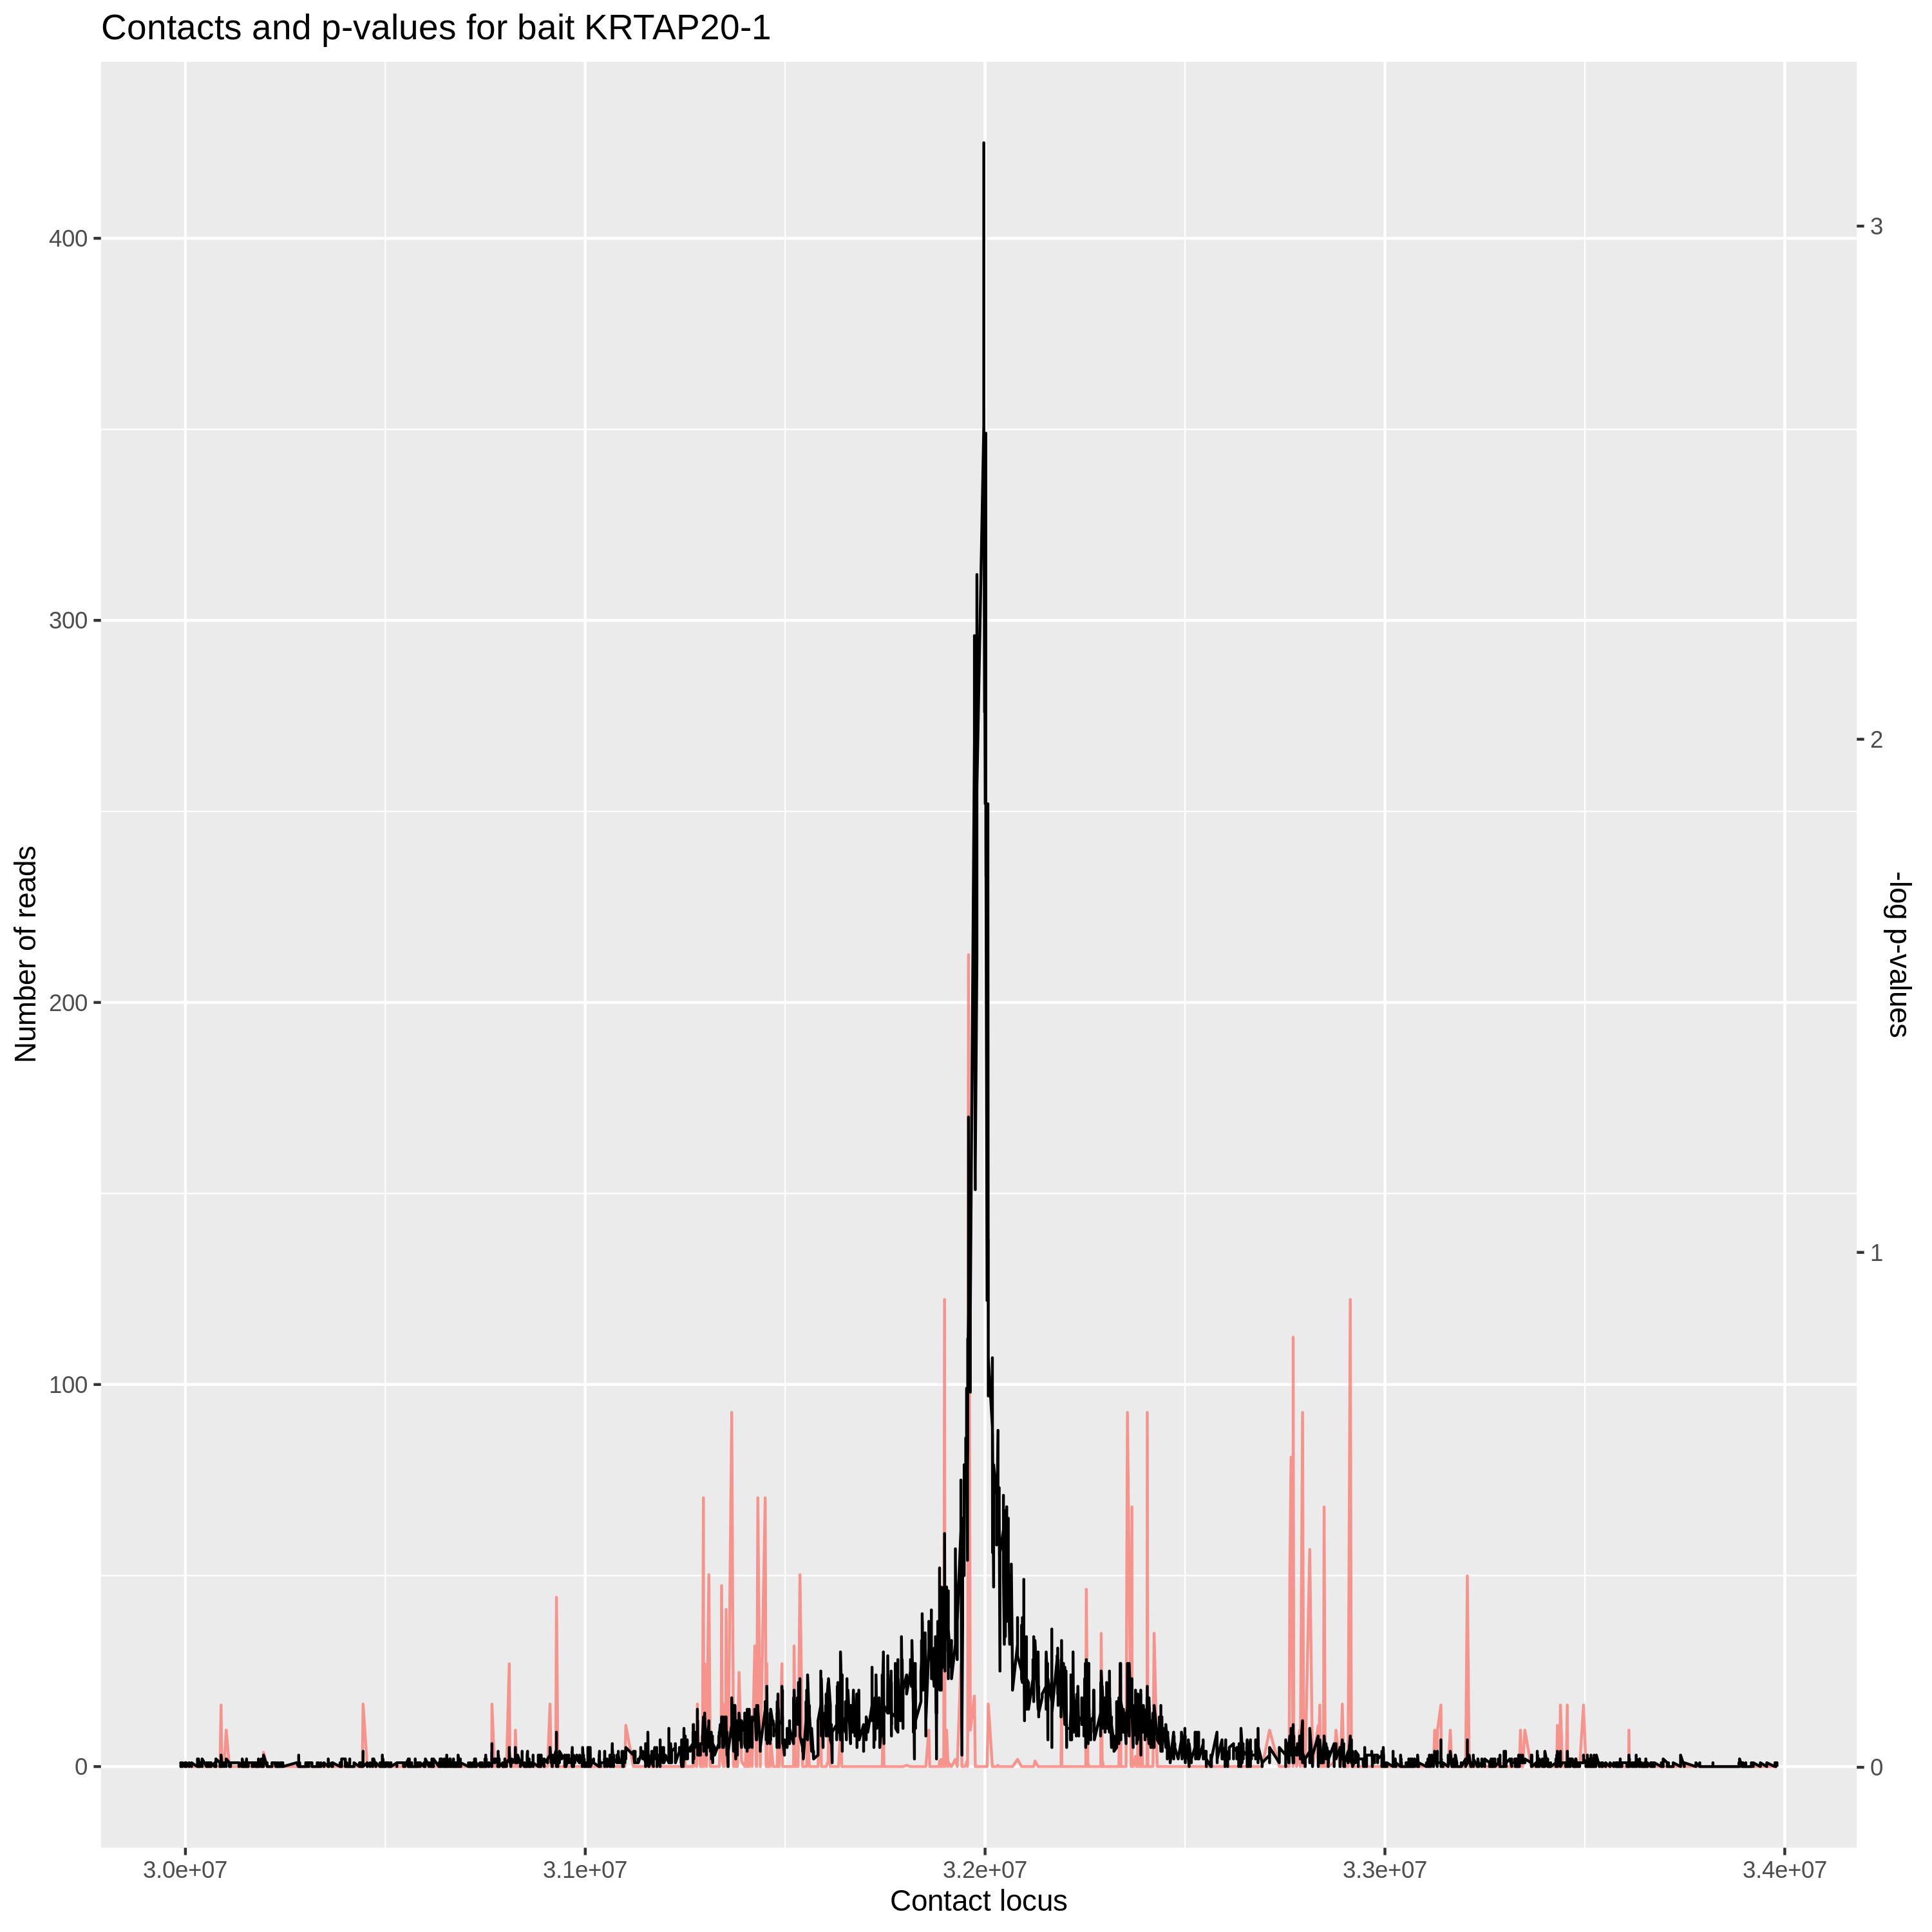 Contacts and p-values for bait KRTAP20-1
400
300
200
100
0
Number of reads
3
2
1
0
-log p-values
3.0e+07
3.1e+07
3.2e+07
3.3e+07
3.4e+07
Contact locus